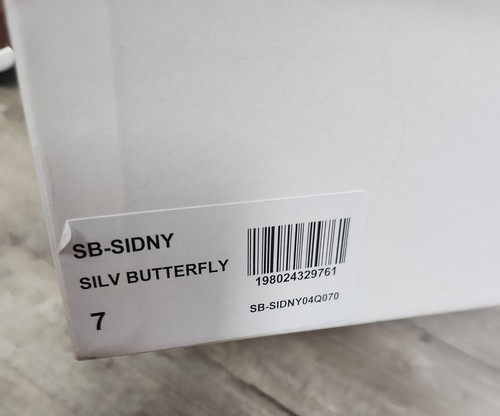 SB-SIDNY
SILV BUTTERFLY
7
198024329761
SB-SIDNY04Q070